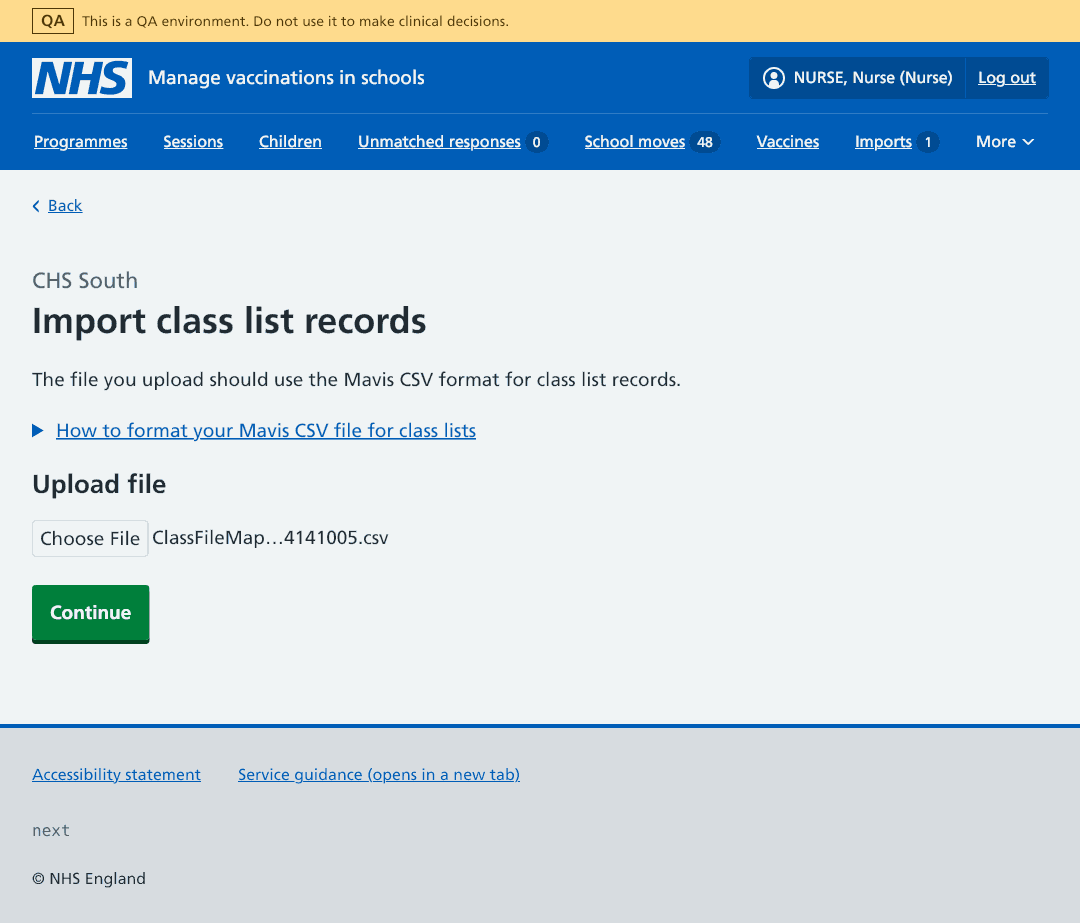 QA This is a QA environment. Do not use it to make clinical decisions.
NHS Manage vaccinations in schools NURSE, Nurse (Nurse) Log out
Programmes Sessions Children Unmatched responses 0 School moves 48 Vaccines Imports 1 More
Back
CHS South
Import class list records
The file you upload should use the Mavis CSV format for class list records.
How to format your Mavis CSV file for class lists
Upload file
Choose File ClassFileMap…4141005.csv
Continue
Accessibility statement Service guidance (opens in a new tab)
next
© NHS England